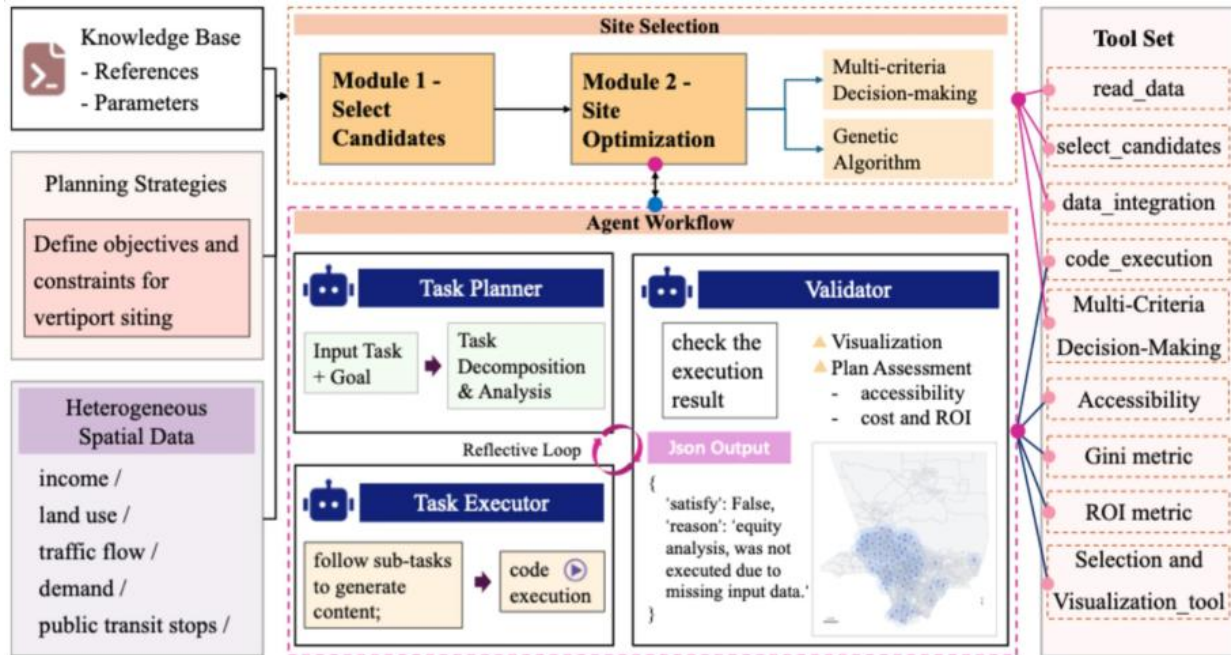 Knowledge Base
- References
- Parameters
Planning Strategies
Define objectives and
constraints for
vertiport siting
Heterogeneous
Spatial Data
income /
land use /
traffic flow /
demand /
public transit stops /
Site Selection
Module 1 -
Select
Candidates
Module 2 -
Site
Optimization
Multi-criteria
Decision-making
Genetic
Algorithm
Agent Workflow
Task Planner
Input Task
+ Goal
Task
Decomposition
& Analysis
Reflective Loop
Task Executor
follow sub-tasks
to generate
content;
code
execution
Validator
check the
execution
result
Visualization
Plan Assessment
- accessibility
- cost and ROI
Json Output
{
'satisfy': False,
'reason': 'equity
analysis, was not
executed due to
missing input data.'
}
Tool Set
read_data
select_candidates
data_integration
code_execution
Multi-Criteria
Decision-Making
Accessibility
Gini metric
ROI metric
Selection and
Visualization_tool